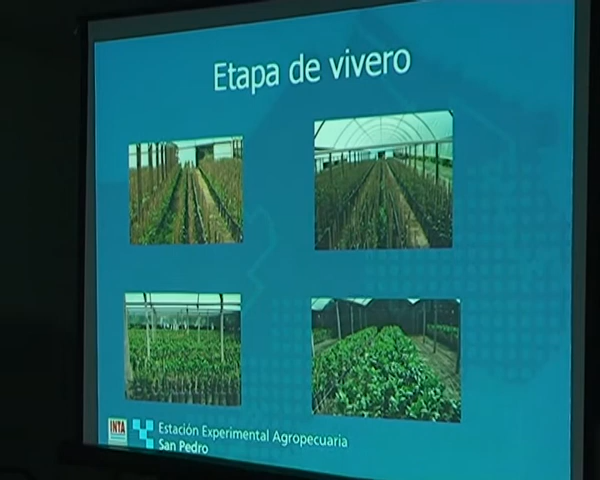 Etapa de vivero
INTA
Estación Experimental Agropecuaria
San Pedro